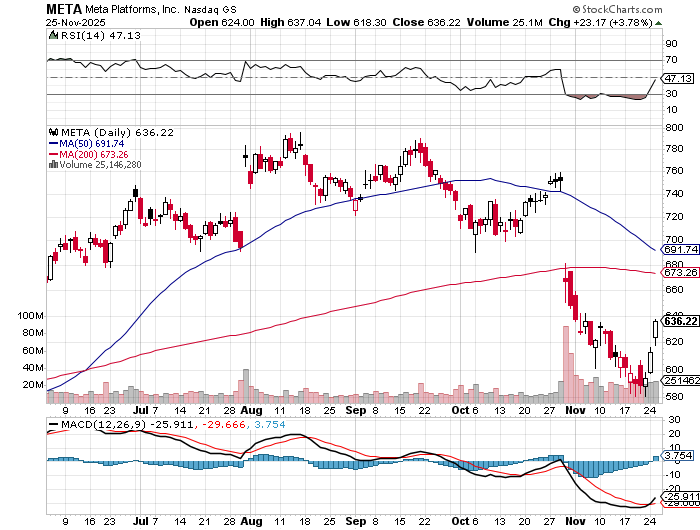 META Meta Platforms, Inc. Nasdaq GS © StockCharts.com
25-Nov-2025 Open 624.00 High 637.04 Low 618.30 Close 636.22 Volume 25.1M Chg +23.17 (+3.78%)
RSI(14) 47.13
90
70
47.13
30
10
META (Daily) 636.22
MA(50) 691.74
MA(200) 673.26
Volume 25,146,280
800
780
760
740
720
700
691.74
680
673.26
660
640
636.22
620
600
251462
580
100M
80M
60M
40M
20M
9 16 23 Jul 7 14 21 28 Aug 11 18 25 Sep 8 15 22 Oct 6 13 20 27 Nov 10 17 24
MACD(12,26,9) -25.911, -29.666, 3.754
30
20
10
3.754
-10
-20
-25.911
9 16 23 Jul 7 14 21 28 Aug 11 18 25 Sep 8 15 22 Oct 6 13 20 27 Nov 10 17 24